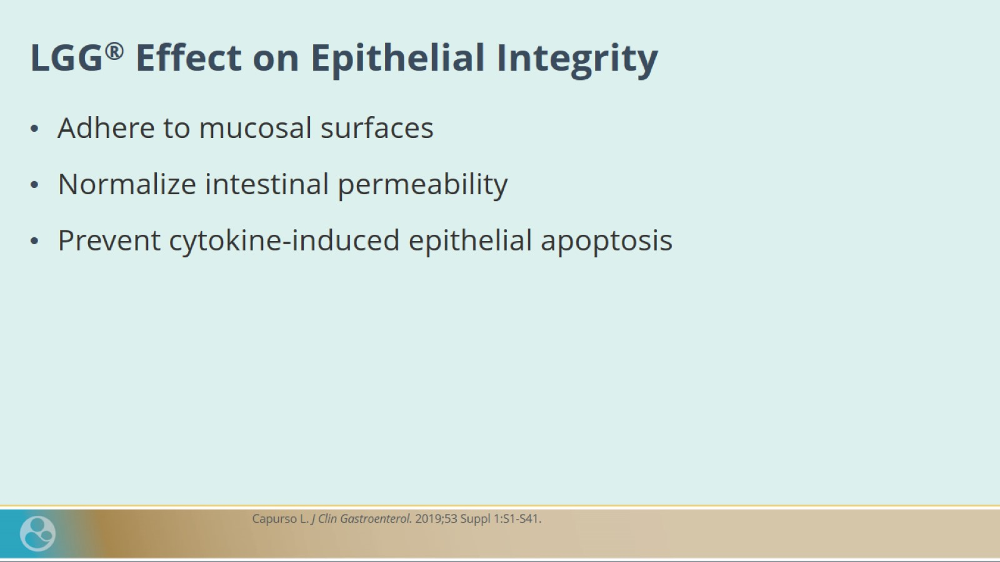 LGG® Effect on Epithelial Integrity
• Adhere to mucosal surfaces
• Normalize intestinal permeability
• Prevent cytokine-induced epithelial apoptosis
Capurso L. J Clin Gastroenterol. 2019;53 Suppl 1:S1-S41.